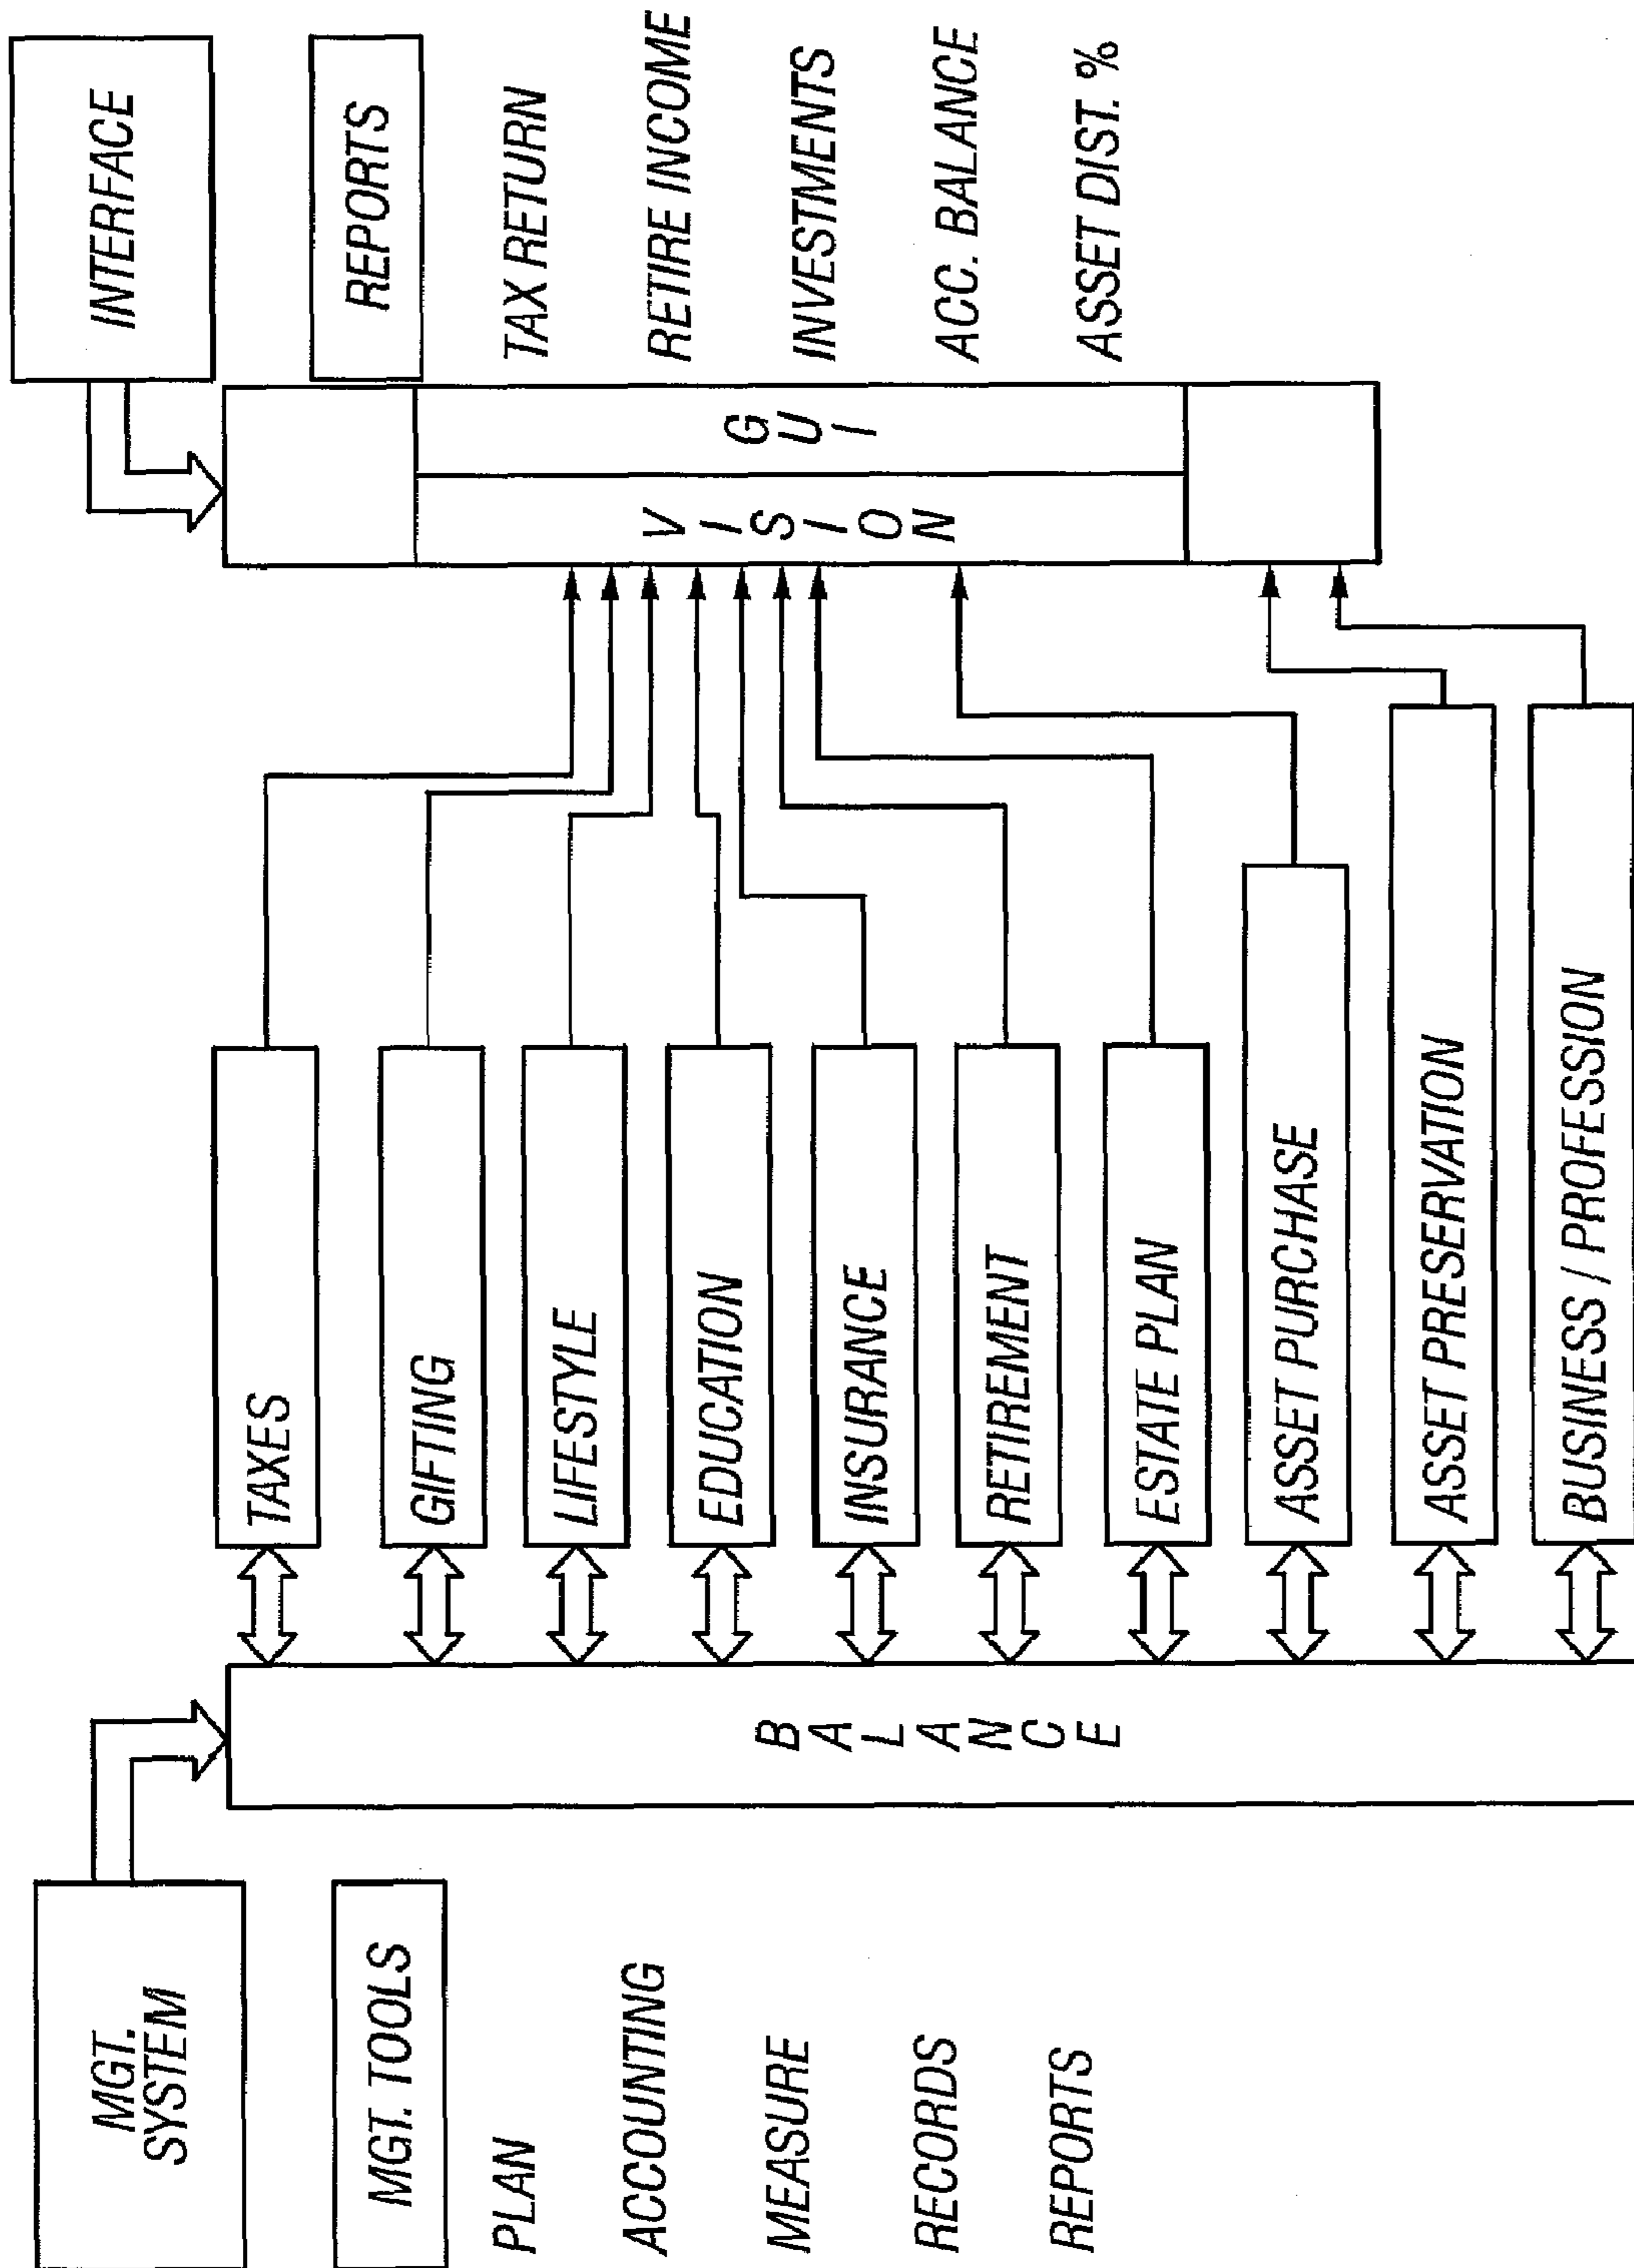 MGT.
SYSTEM
MGT. TOOLS
PLAN
ACCOUNTING
MEASURE
RECORDS
REPORTS
BALANCE
TAXES
GIFTING
LIFESTYLE
EDUCATION
INSURANCE
RETIREMENT
ESTATE PLAN
ASSET PURCHASE
ASSET PRESERVATION
BUSINESS / PROFESSION
VISION
GUI
INTERFACE
REPORTS
TAX RETURN
RETIRE INCOME
INVESTMENTS
ACC. BALANCE
ASSET DIST. %